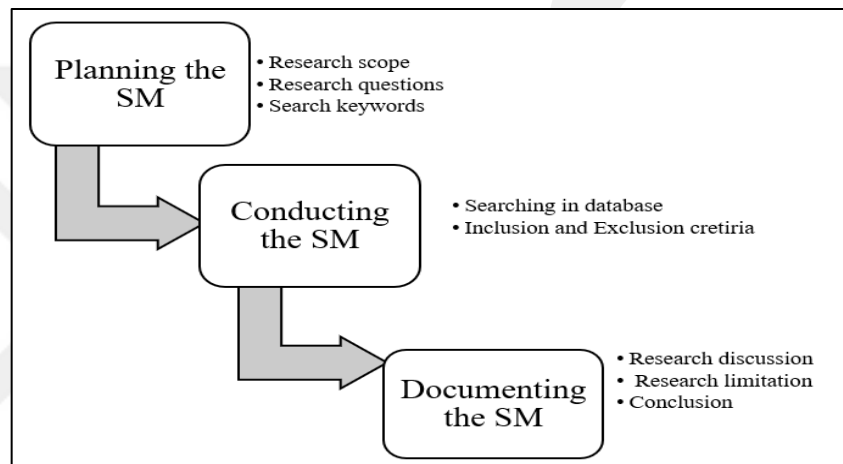 Planning the
SM
• Research scope
• Research questions
• Search keywords
Conducting
the SM
• Searching in database
• Inclusion and Exclusion cretiria
Documenting
the SM
• Research discussion
• Research limitation
• Conclusion